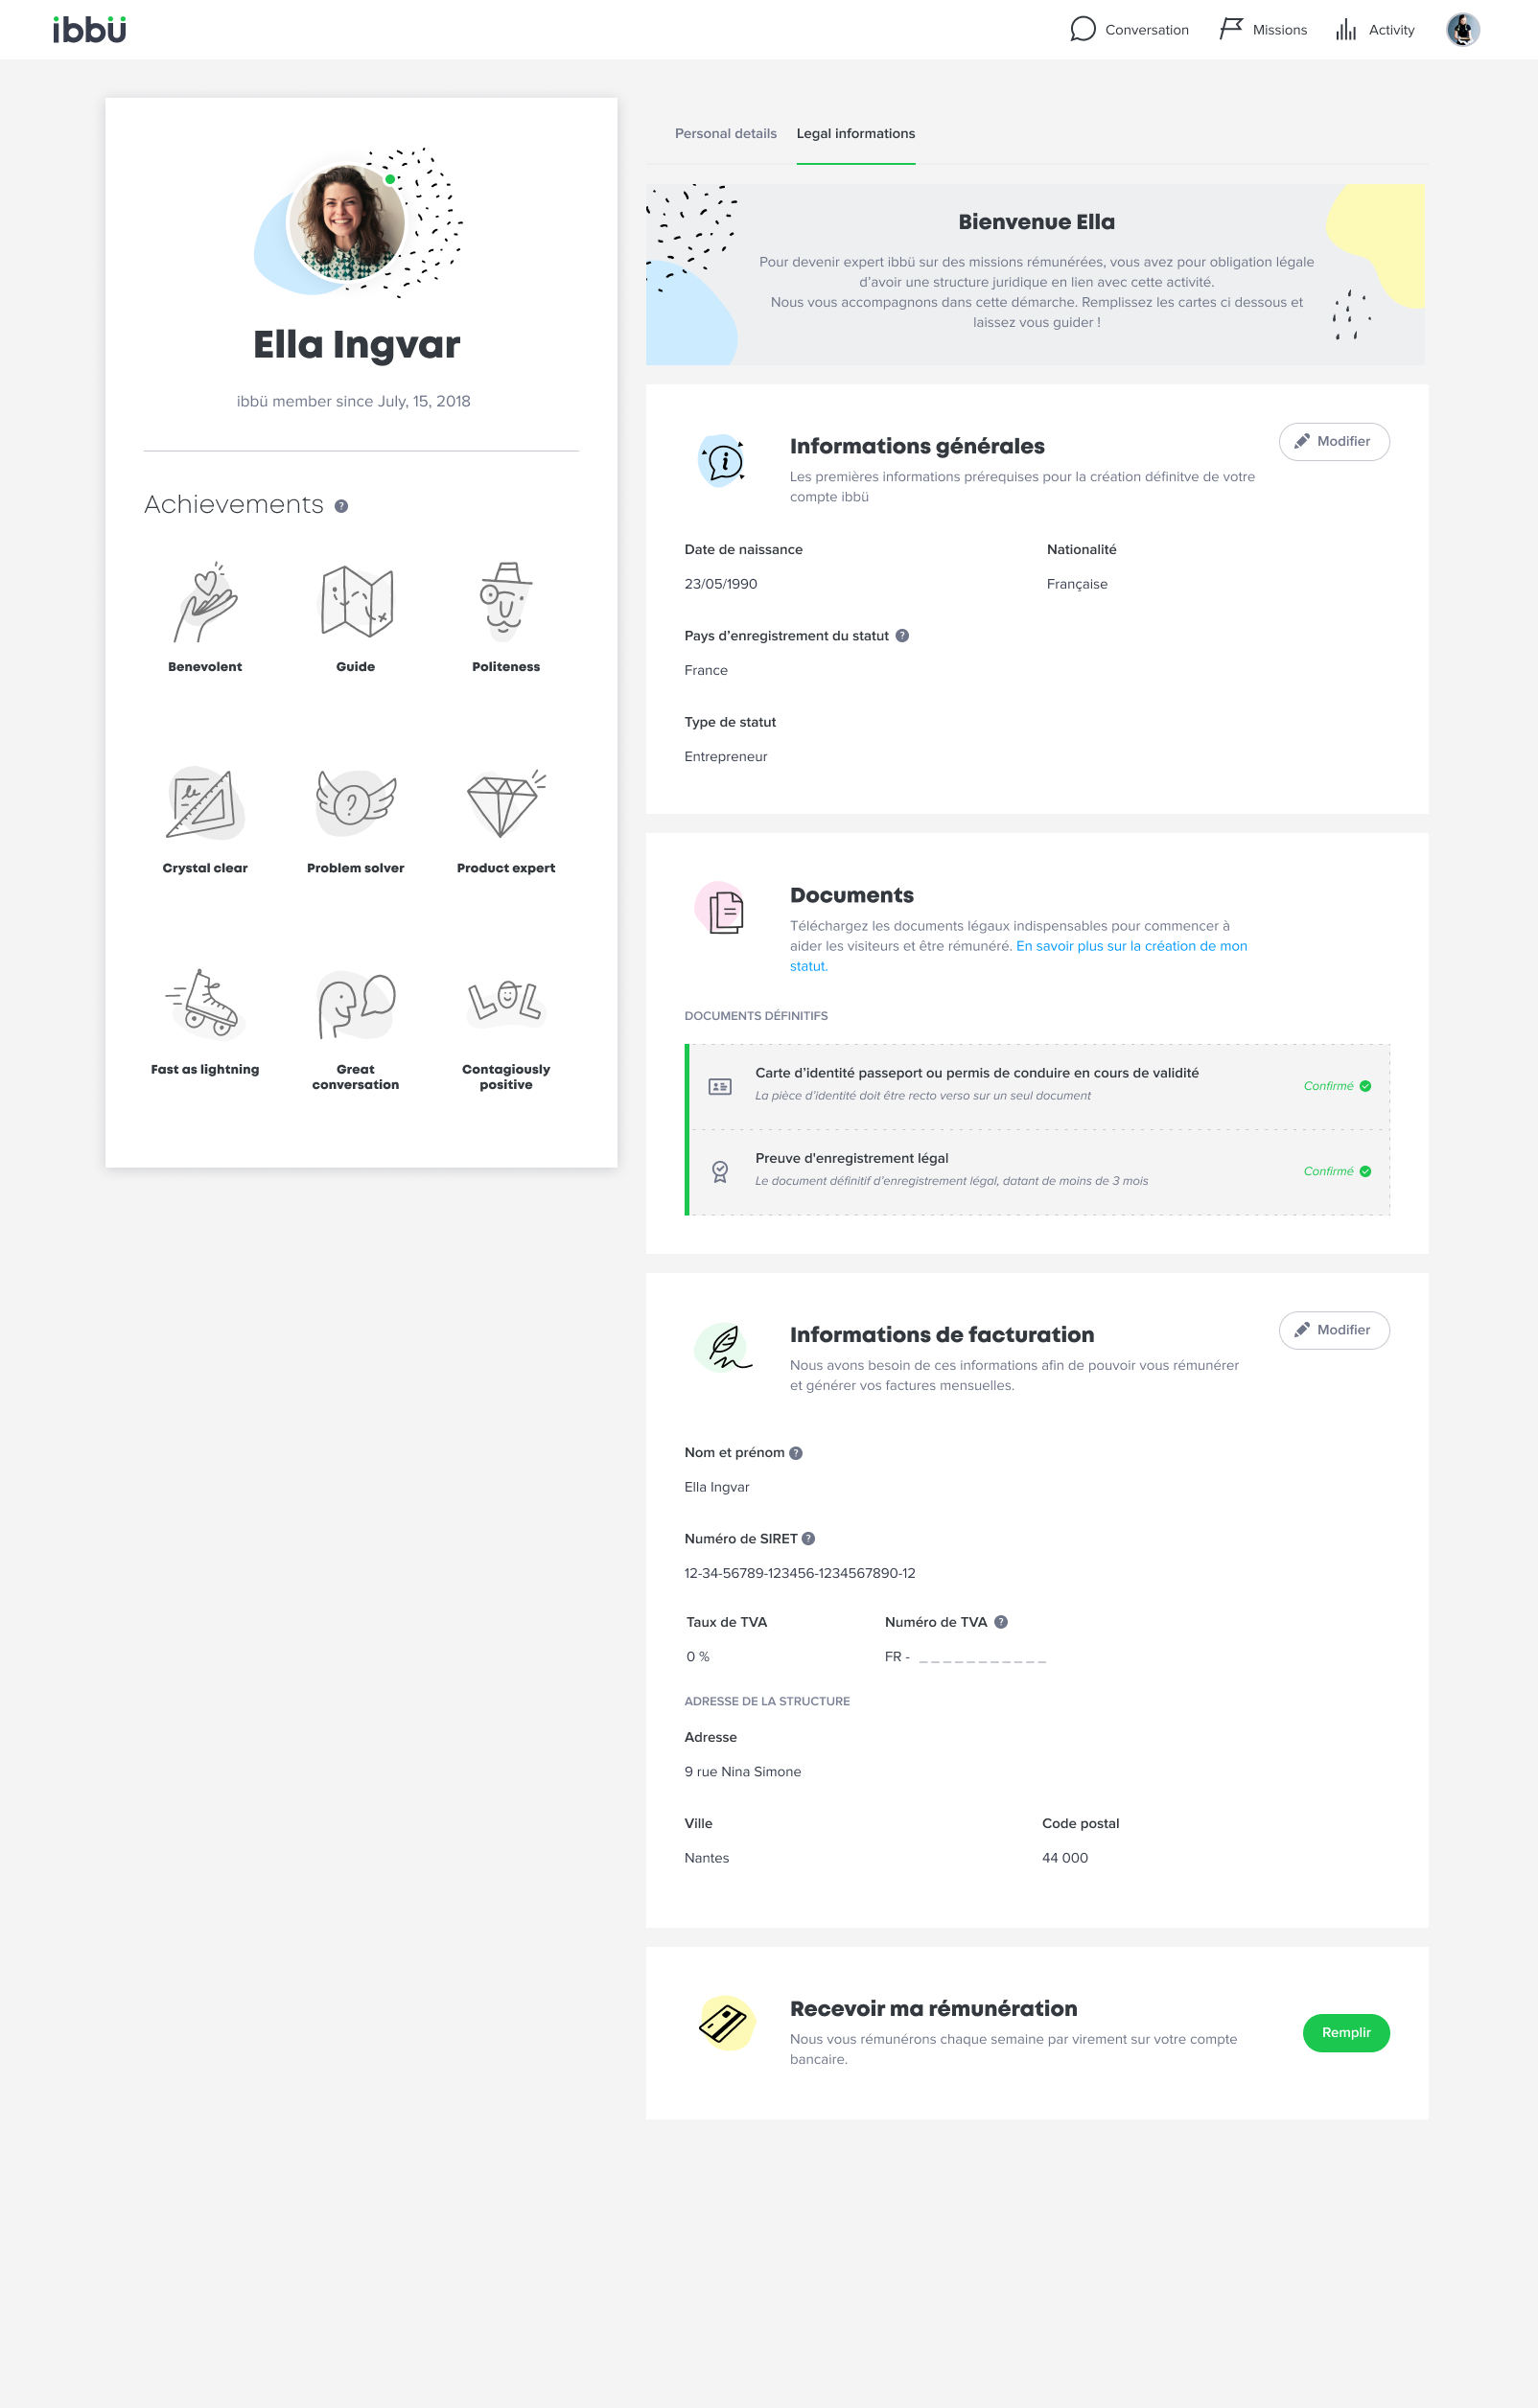 ibbü
Conversation
Missions
Activity
Ella Ingvar
ibbü member since July, 15, 2018
Achievements ?
Benevolent
Guide
Politeness
Crystal clear
Problem solver
Product expert
Fast as lightning
Great
conversation
Contagiously
positive
Personal details
Legal informations
Bienvenue Ella
Pour devenir expert ibbü sur des missions rémunérées, vous avez pour obligation légale
d’avoir une structure juridique en lien avec cette activité.
Nous vous accompagnons dans cette démarche. Remplissez les cartes ci dessous et
laissez vous guider !
Informations générales
Modifier
Les premières informations prérequises pour la création définitve de votre
compte ibbü
Date de naissance
Nationalité
23/05/1990
Française
Pays d’enregistrement du statut ?
France
Type de statut
Entrepreneur
Documents
Téléchargez les documents légaux indispensables pour commencer à
aider les visiteurs et être rémunéré. En savoir plus sur la création de mon
statut.
DOCUMENTS DÉFINITIFS
Carte d’identité passeport ou permis de conduire en cours de validité
La pièce d’identité doit être recto verso sur un seul document
Confirmé
Preuve d'enregistrement légal
Le document définitif d’enregistrement légal, datant de moins de 3 mois
Confirmé
Informations de facturation
Modifier
Nous avons besoin de ces informations afin de pouvoir vous rémunérer
et générer vos factures mensuelles.
Nom et prénom ?
Ella Ingvar
Numéro de SIRET ?
12-34-56789-123456-1234567890-12
Taux de TVA
Numéro de TVA ?
0 %
FR - _ _ _ _ _ _ _ _ _ _ _
ADRESSE DE LA STRUCTURE
Adresse
9 rue Nina Simone
Ville
Code postal
Nantes
44 000
Recevoir ma rémunération
Nous vous rémunérons chaque semaine par virement sur votre compte
bancaire.
Remplir